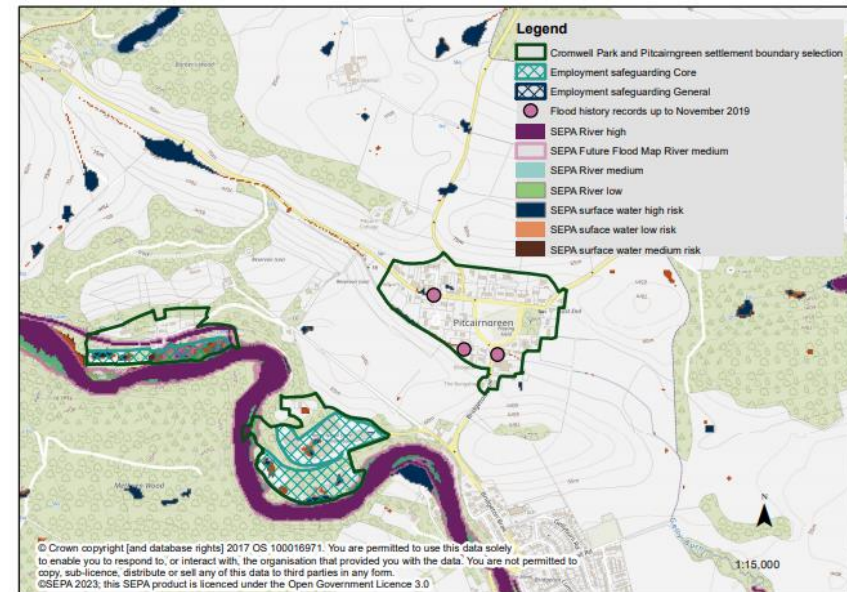 Legend
Cromwell Park and Pitcairngreen settlement boundary selection
Employment safeguarding Core
Employment safeguarding General
Flood history records up to November 2019
SEPA River high
SEPA Future Flood Map River medium
SEPA River medium
SEPA River low
SEPA surface water high risk
SEPA suface water low risk
SEPA surface water medium risk
Pitcairngreen
Methven Wood
N
1:15,000
© Crown copyright [and database rights] 2017 OS 100016971. You are permitted to use this data solely
to enable you to respond to, or interact with, the organisation that provided you with the data. You are not permitted to
copy, sub-licence, distribute or sell any of this data to third parties in any form.
©SEPA 2023; this SEPA product is licenced under the Open Government Licence 3.0